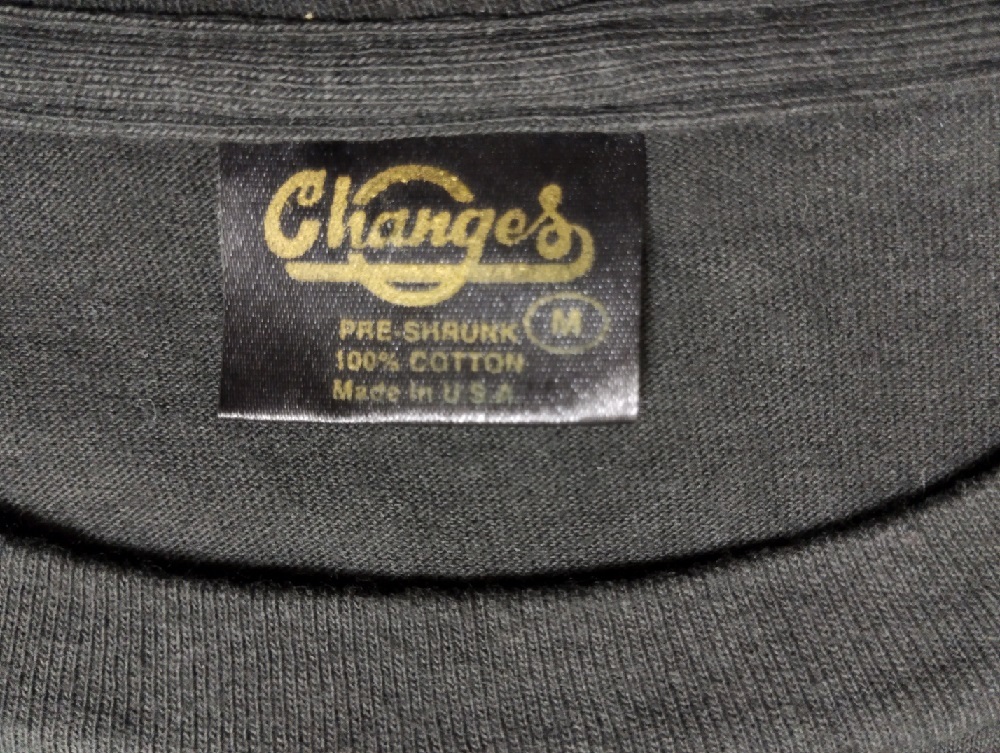 Changes
PRE-SHRUNK
M
100% COTTON
Made In U.S.A